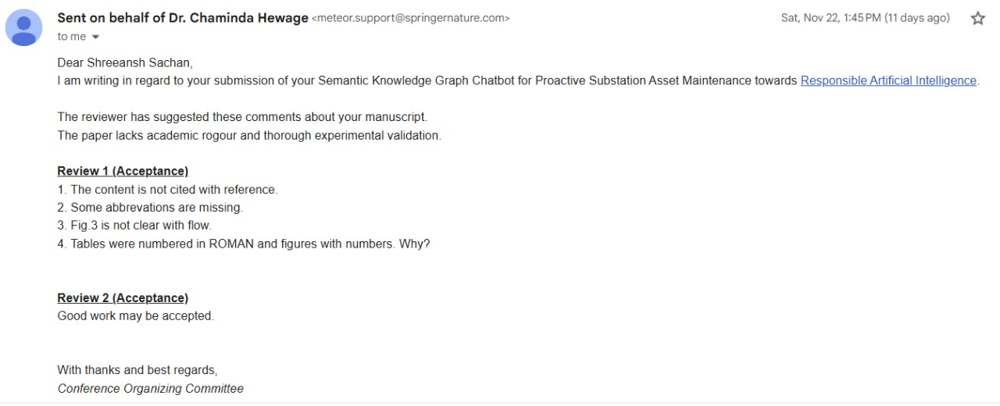 Sent on behalf of Dr. Chaminda Hewage <meteor.support@springernature.com>
Sat, Nov 22, 1:45 PM (11 days ago)
to me
Dear Shreeansh Sachan,
I am writing in regard to your submission of your Semantic Knowledge Graph Chatbot for Proactive Substation Asset Maintenance towards Responsible Artificial Intelligence.
The reviewer has suggested these comments about your manuscript.
The paper lacks academic rogour and thorough experimental validation.
Review 1 (Acceptance)
1. The content is not cited with reference.
2. Some abbrevations are missing.
3. Fig.3 is not clear with flow.
4. Tables were numbered in ROMAN and figures with numbers. Why?
Review 2 (Acceptance)
Good work may be accepted.
With thanks and best regards,
Conference Organizing Committee